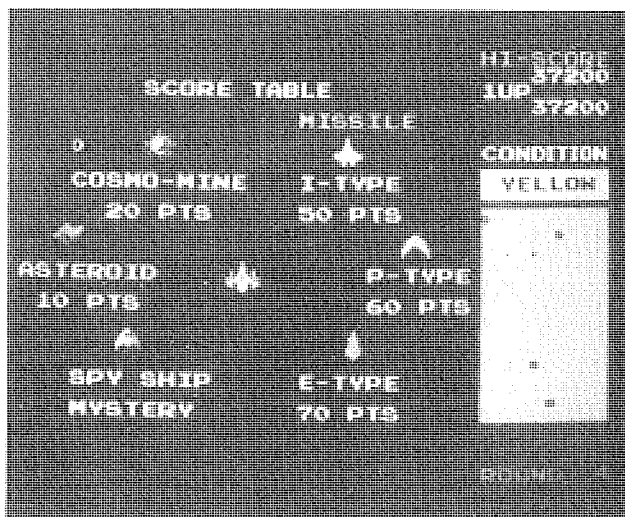 HI-SCORE
37200
1UP
37200
SCORE TABLE
MISSILE
COSMO-MINE
20 PTS
I-TYPE
50 PTS
CONDITION
YELLOW
ASTEROID
10 PTS
P-TYPE
60 PTS
SPY SHIP
MYSTERY
E-TYPE
70 PTS
ROUND